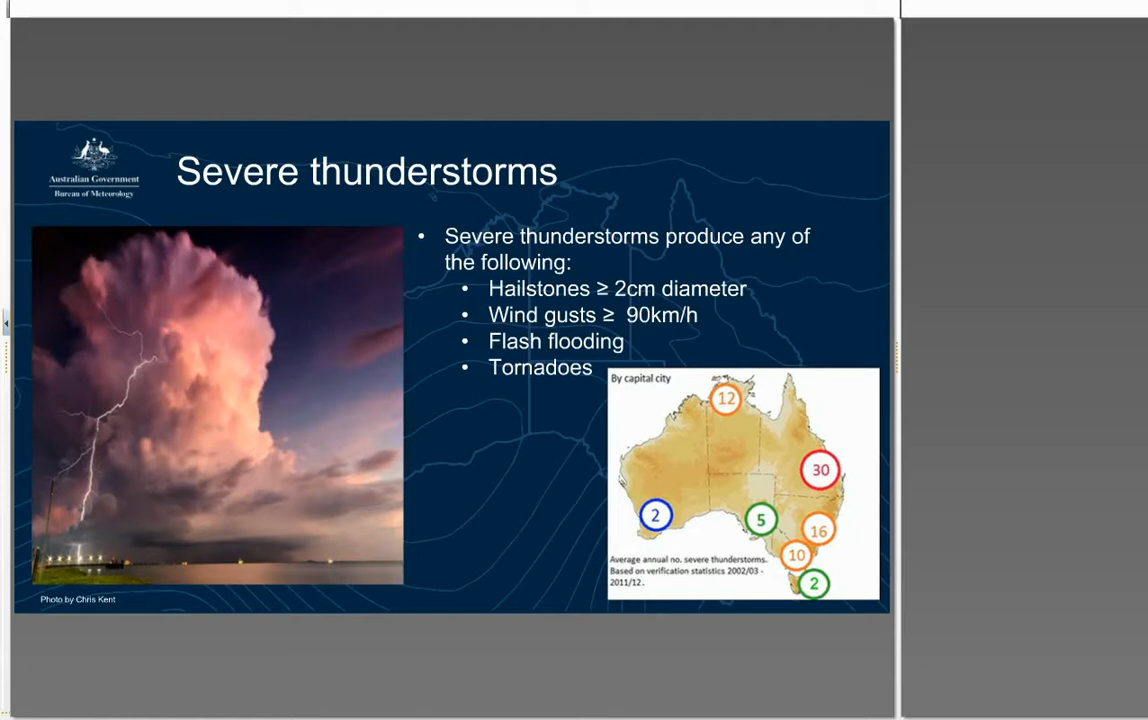 Australian Government
Bureau of Meteorology
Severe thunderstorms
• Severe thunderstorms produce any of
the following:
• Hailstones ≥ 2cm diameter
• Wind gusts ≥ 90km/h
• Flash flooding
• Tornadoes
By capital city
12
30
2
5
16
10
2
Average annual no. severe thunderstorms.
Based on verification statistics 2002/03 -
2011/12.
Photo by Chris Kent